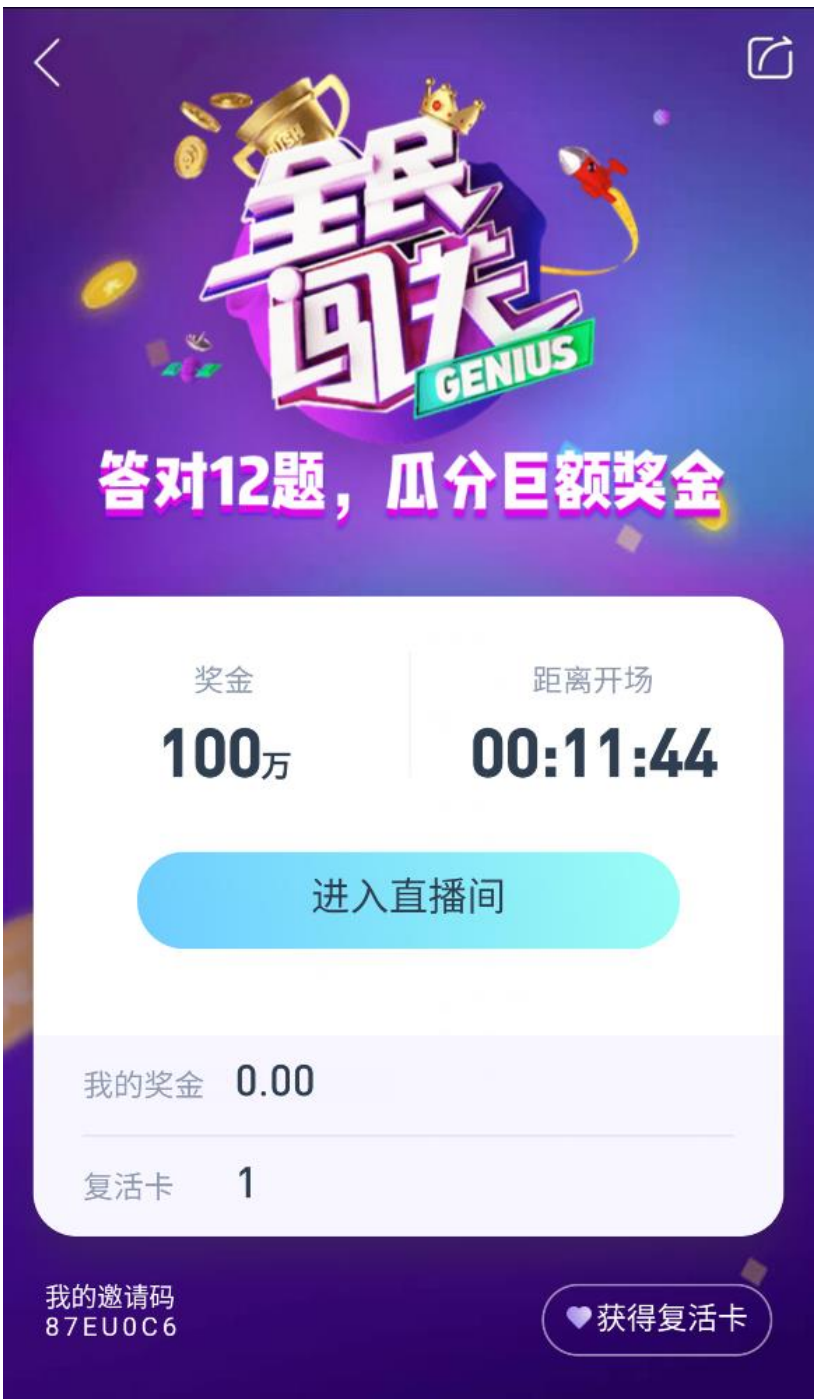 RUSH
全民
闯关
GENIUS
答对12题，瓜分巨额奖金
奖金
距离开场
100万
00:11:44
进入直播间
我的奖金 0.00
复活卡 1
我的邀请码
87EU0C6
获得复活卡